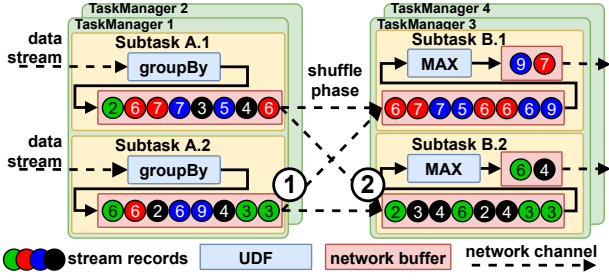 TaskManager 2
TaskManager 1
data stream
Subtask A.1
groupBy
2 6 7 7 3 5 4 6
data stream
Subtask A.2
groupBy
6 6 2 6 9 4 3 3
shuffle phase
1
2
TaskManager 4
TaskManager 3
Subtask B.1
MAX
9 7
6 7 7 5 6 6 6 9
Subtask B.2
MAX
6 4
2 3 4 6 2 4 3 3
stream records
UDF
network buffer
network channel